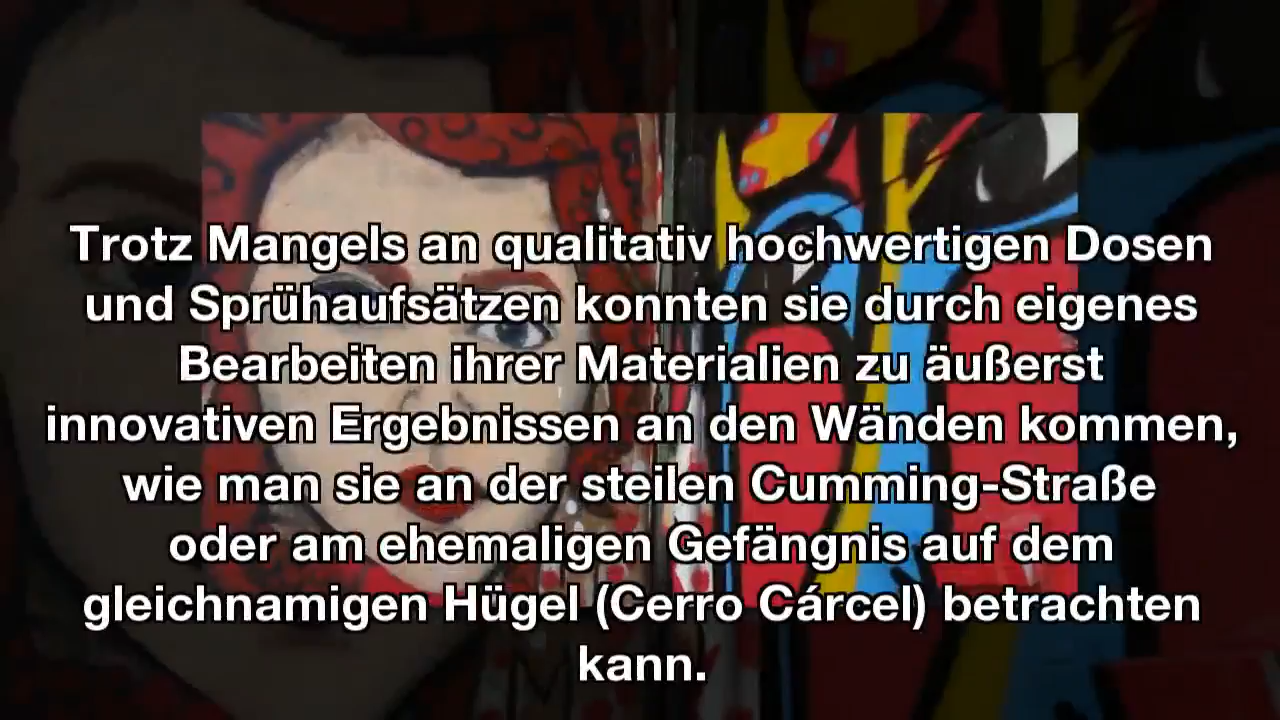 Trotz Mangels an qualitativ hochwertigen Dosen
und Sprühaufsätzen konnten sie durch eigenes
Bearbeiten ihrer Materialien zu äußerst
innovativen Ergebnissen an den Wänden kommen,
wie man sie an der steilen Cumming-Straße
oder am ehemaligen Gefängnis auf dem
gleichnamigen Hügel (Cerro Cárcel) betrachten
kann.